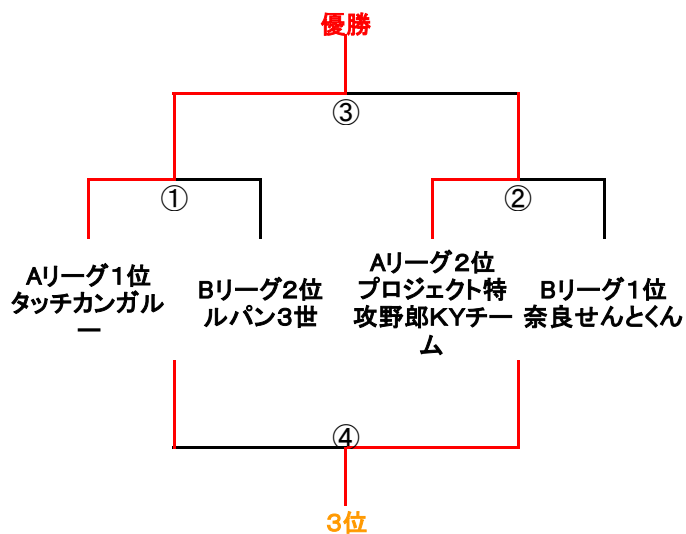 優勝
③
①
②
Aリーグ1位
タッチカンガル
ー
Bリーグ2位
ルパン3世
Aリーグ2位
プロジェクト特
攻野郎KYチー
ム
Bリーグ1位
奈良せんとくん
④
3位